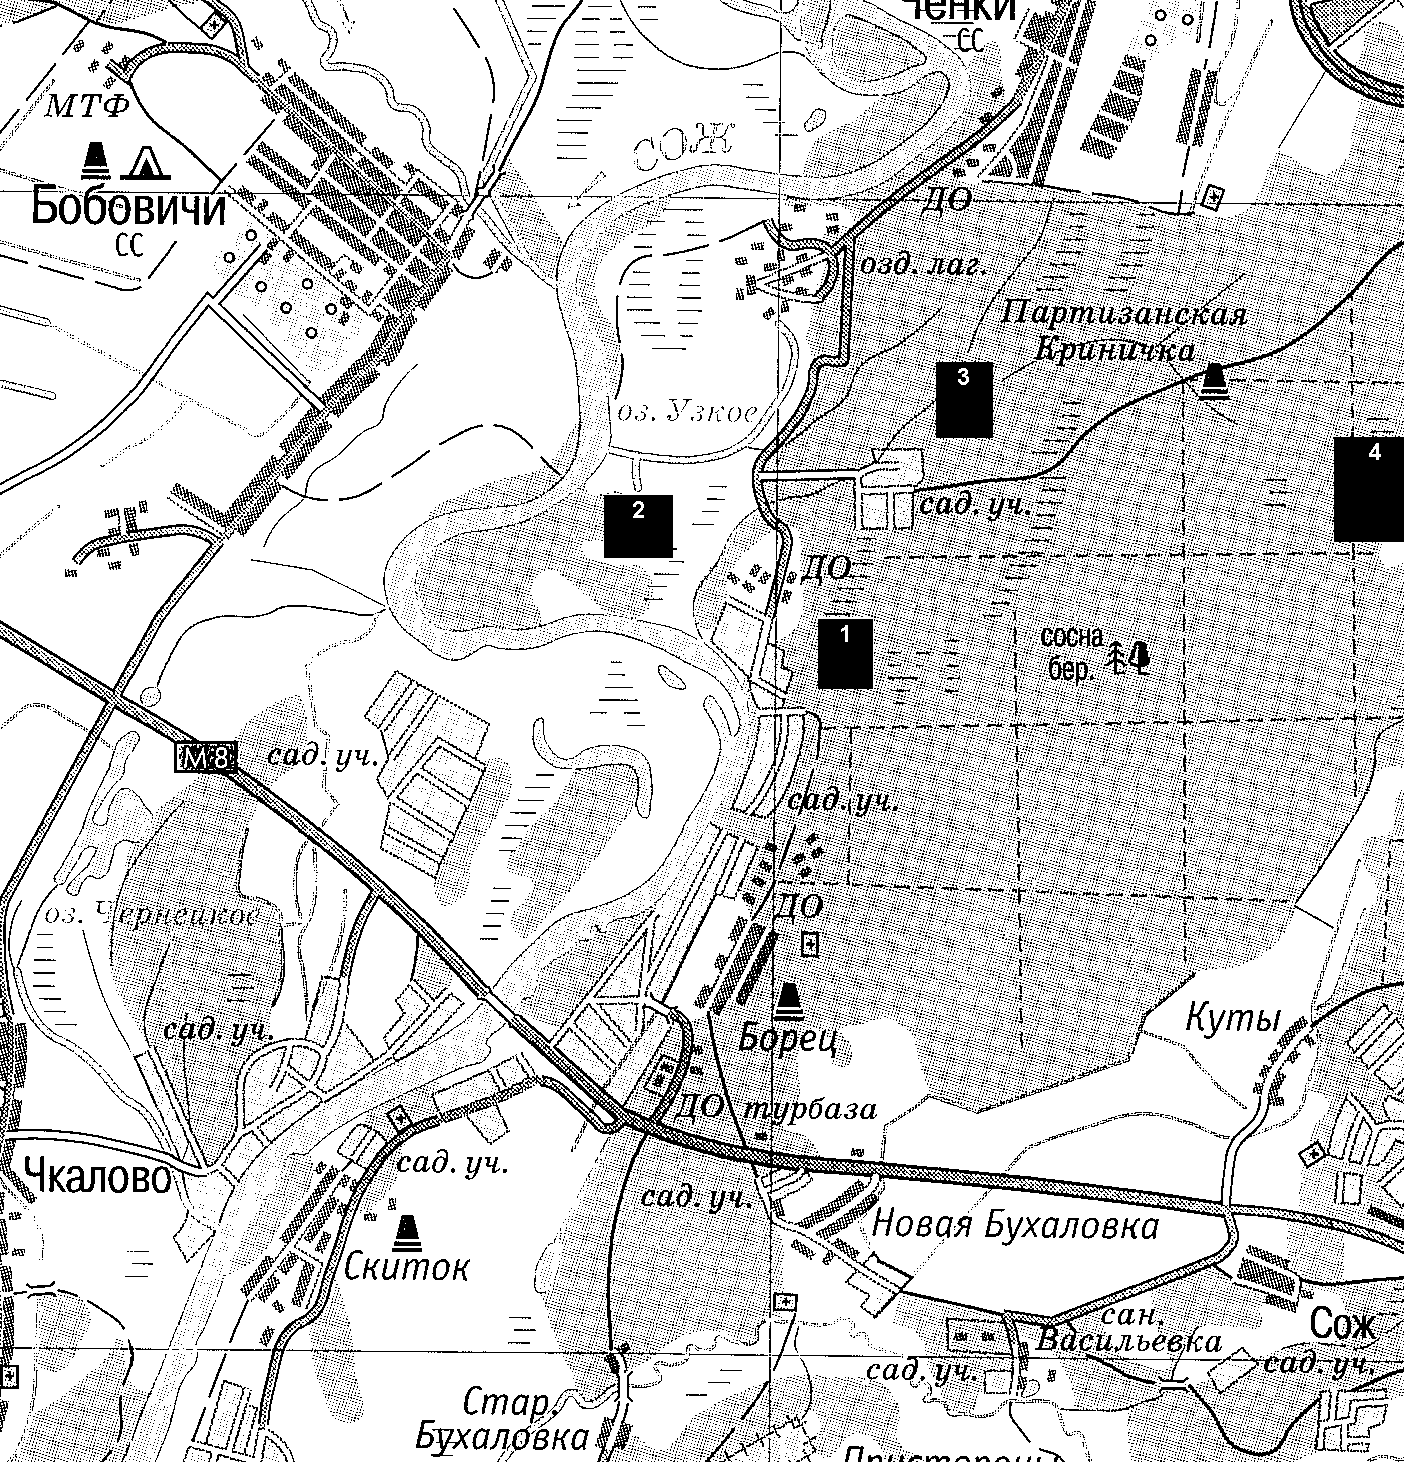 Ченки
СС
МТФ
СОЖ
Бобовичи
СС
ДО
озд. лаг.
Партизанская
Криничка
3
оз. Узкое
4
2
сад. уч.
ДО
1
сосна
бер.
М 8
сад. уч.
сад. уч.
оз. Чернецкое
ДО
сад. уч.
Борец
Куты
ДО турбаза
Чкалово
сад. уч.
сад. уч.
Новая Бухаловка
Скиток
сан.
Васильевка
Сож
сад. уч.
сад. уч.
Стар.
Бухаловка